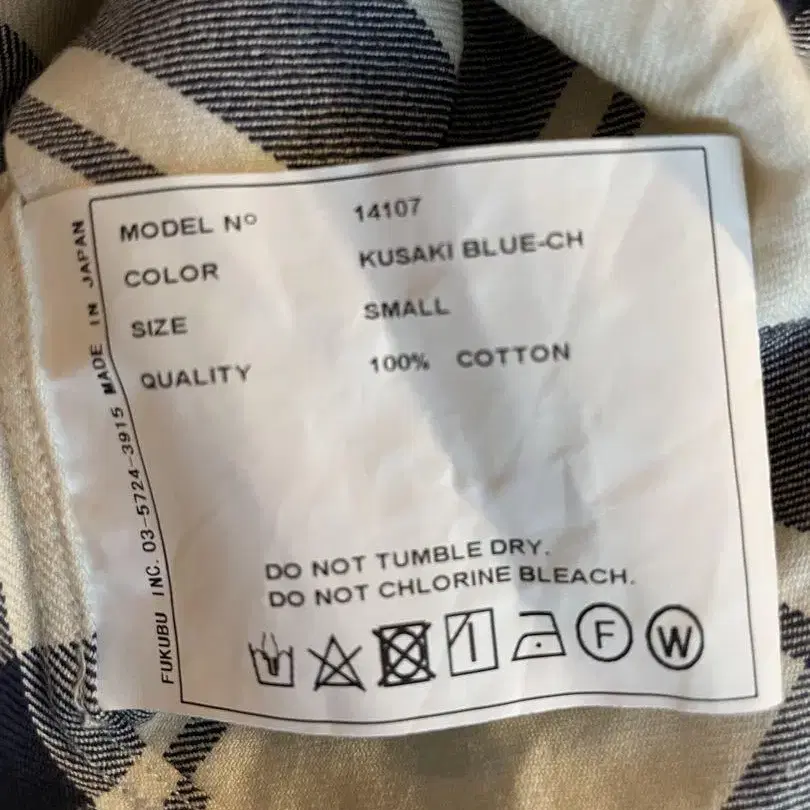 MODEL Nº 14107
COLOR KUSAKI BLUE-CH
SIZE SMALL
QUALITY 100% COTTON
DO NOT TUMBLE DRY.
DO NOT CHLORINE BLEACH.
F W
FUKUBU INC. 03-5724-3915 MADE IN JAPAN